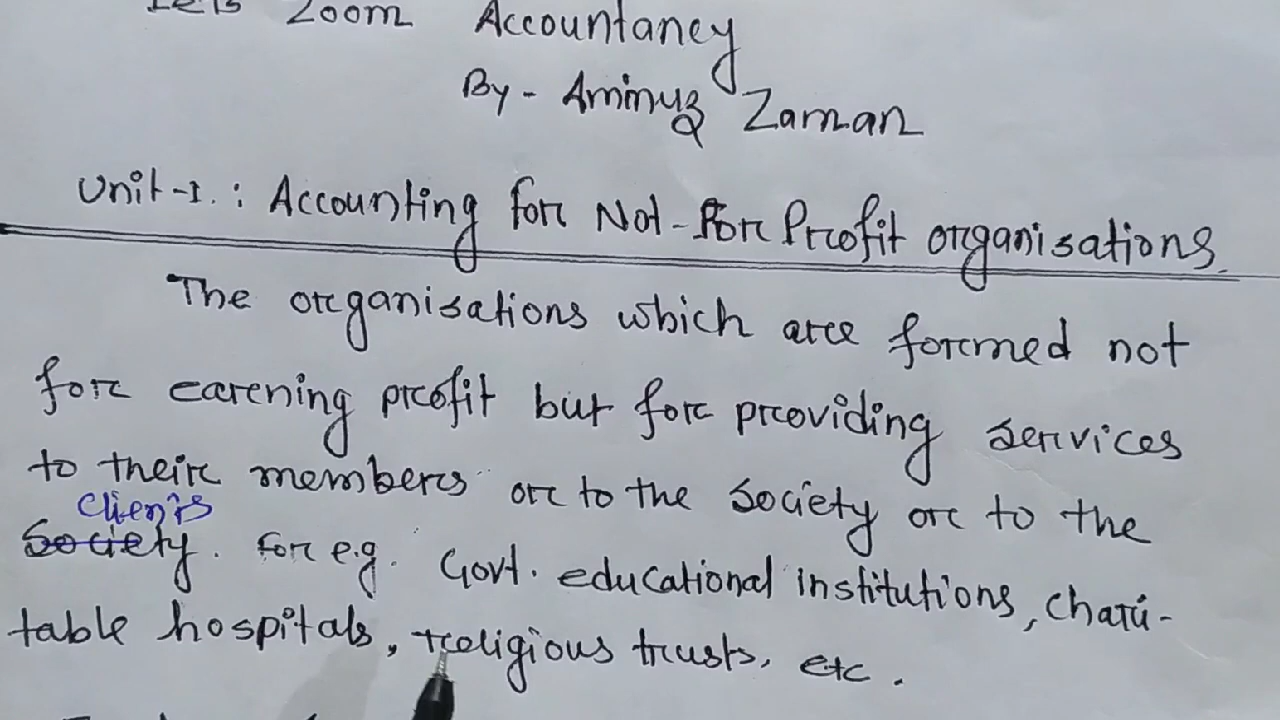 Zoom Accountancy
By - Aminuz Zaman
Unit-I. : Accounting for Not-For Profit organisations.
The organisations which are formed not
for earening profit but for providing services
to their members or to the society or to the
Clients
Society. For e.g. Govt. educational institutions, chari-
table hospitals, religious trusts, etc.